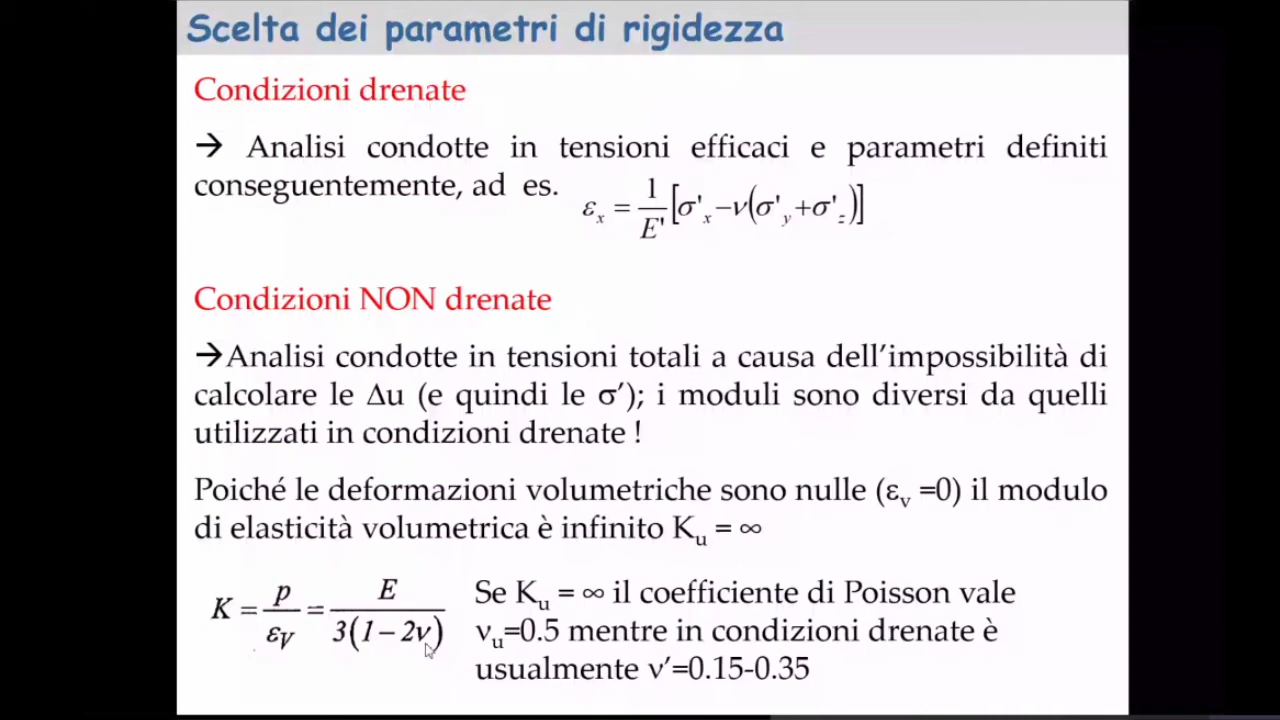 Scelta dei parametri di rigidezza
Condizioni drenate
→ Analisi condotte in tensioni efficaci e parametri definiti
conseguentemente, ad es.
εx = 1/E' [σ'x −ν(σ'y +σ'z)]
Condizioni NON drenate
→Analisi condotte in tensioni totali a causa dell’impossibilità di
calcolare le Δu (e quindi le σ’); i moduli sono diversi da quelli
utilizzati in condizioni drenate !
Poiché le deformazioni volumetriche sono nulle (εv =0) il modulo
di elasticità volumetrica è infinito Ku = ∞
K = p/εV = E/3(1−2ν)
Se Ku = ∞ il coefficiente di Poisson vale
νu=0.5 mentre in condizioni drenate è
usualmente ν’=0.15-0.35